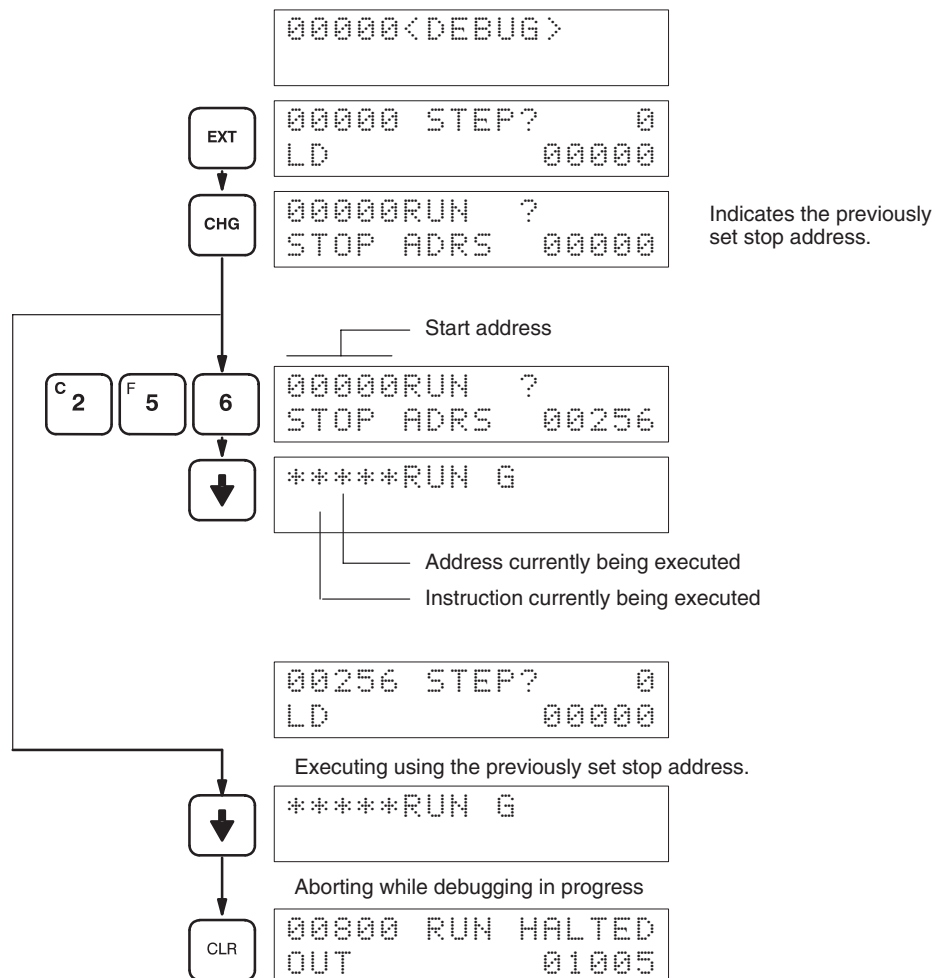 00000<DEBUG>
EXT
00000 STEP? 0
LD 00000
CHG
00000RUN ?
STOP ADRS 00000
Indicates the previously
set stop address.
Start address
C 2
F 5
6
00000RUN ?
STOP ADRS 00256
*****RUN G
Address currently being executed
Instruction currently being executed
00256 STEP? 0
LD 00000
Executing using the previously set stop address.
*****RUN G
Aborting while debugging in progress
CLR
00800 RUN HALTED
OUT 01005